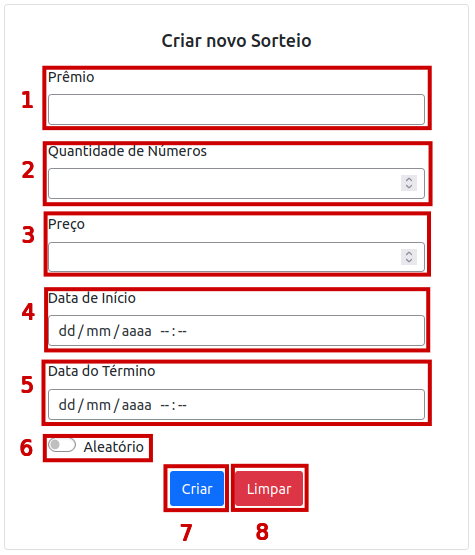 Criar novo Sorteio
1
Prêmio
2
Quantidade de Números
3
Preço
4
Data de Início
dd/mm/aaaa --:--
5
Data do Término
dd/mm/aaaa --:--
6
Aleatório
Criar
Limpar
7
8